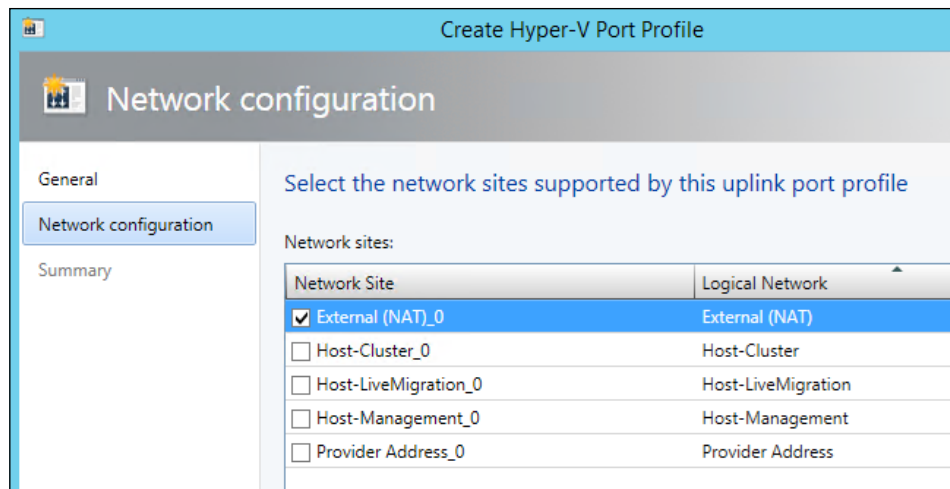 Create Hyper-V Port Profile
Network configuration
General
Network configuration
Summary
Select the network sites supported by this uplink port profile
Network sites:
Network Site Logical Network
External (NAT)_0 External (NAT)
Host-Cluster_0 Host-Cluster
Host-LiveMigration_0 Host-LiveMigration
Host-Management_0 Host-Management
Provider Address_0 Provider Address